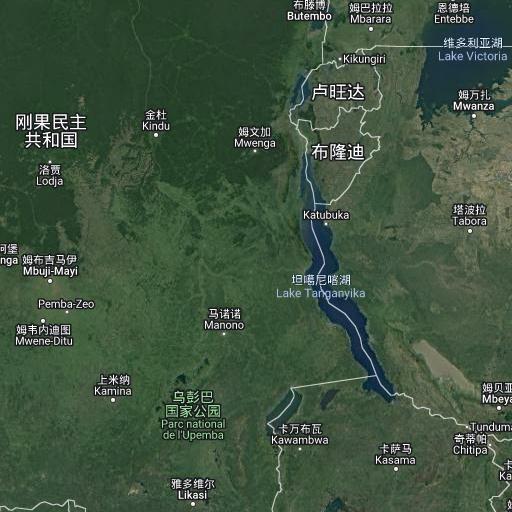 布滕博
Butembo
姆巴拉拉
Mbarara
恩德培
Entebbe
Kikungiri
维多利亚湖
Lake Victoria
卢旺达
姆万扎
Mwanza
金杜
Kindu
刚果民主
共和国
姆文加
Mwenga
布隆迪
洛贾
Lodja
Katubuka
塔波拉
Tabora
nga
姆布吉马伊
Mbuji-Mayi
坦噶尼喀湖
Lake Tanganyika
Pemba-Zeo
马诺诺
Manono
姆韦内迪图
Mwene-Ditu
上米纳
Kamina
乌彭巴
国家公园
Parc national
de l'Upemba
姆贝亚
Mbeya
卡万布瓦
Kawambwa
Tunduma
奇蒂帕
Chitipa
卡萨马
Kasama
雅多维尔
Likasi